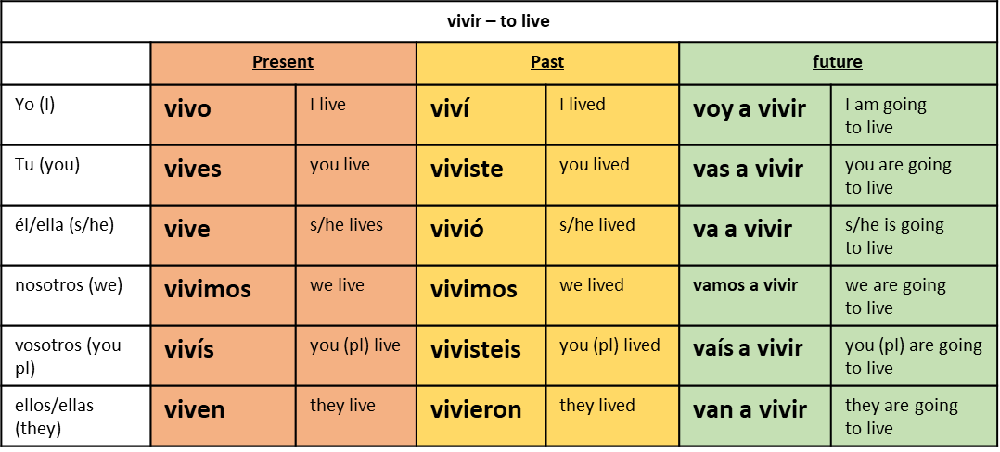 vivir – to live
Present Past future
Yo (I) vivo I live viví I lived voy a vivir I am going
to live
Tu (you) vives you live viviste you lived vas a vivir you are going
to live
él/ella (s/he) vive s/he lives vivió s/he lived va a vivir s/he is going
to live
nosotros (we) vivimos we live vivimos we lived vamos a vivir we are going
to live
vosotros (you
pl) vivís you (pl) live vivisteis you (pl) lived vaís a vivir you (pl) are going
to live
ellos/ellas
(they) viven they live vivieron they lived van a vivir they are going
to live